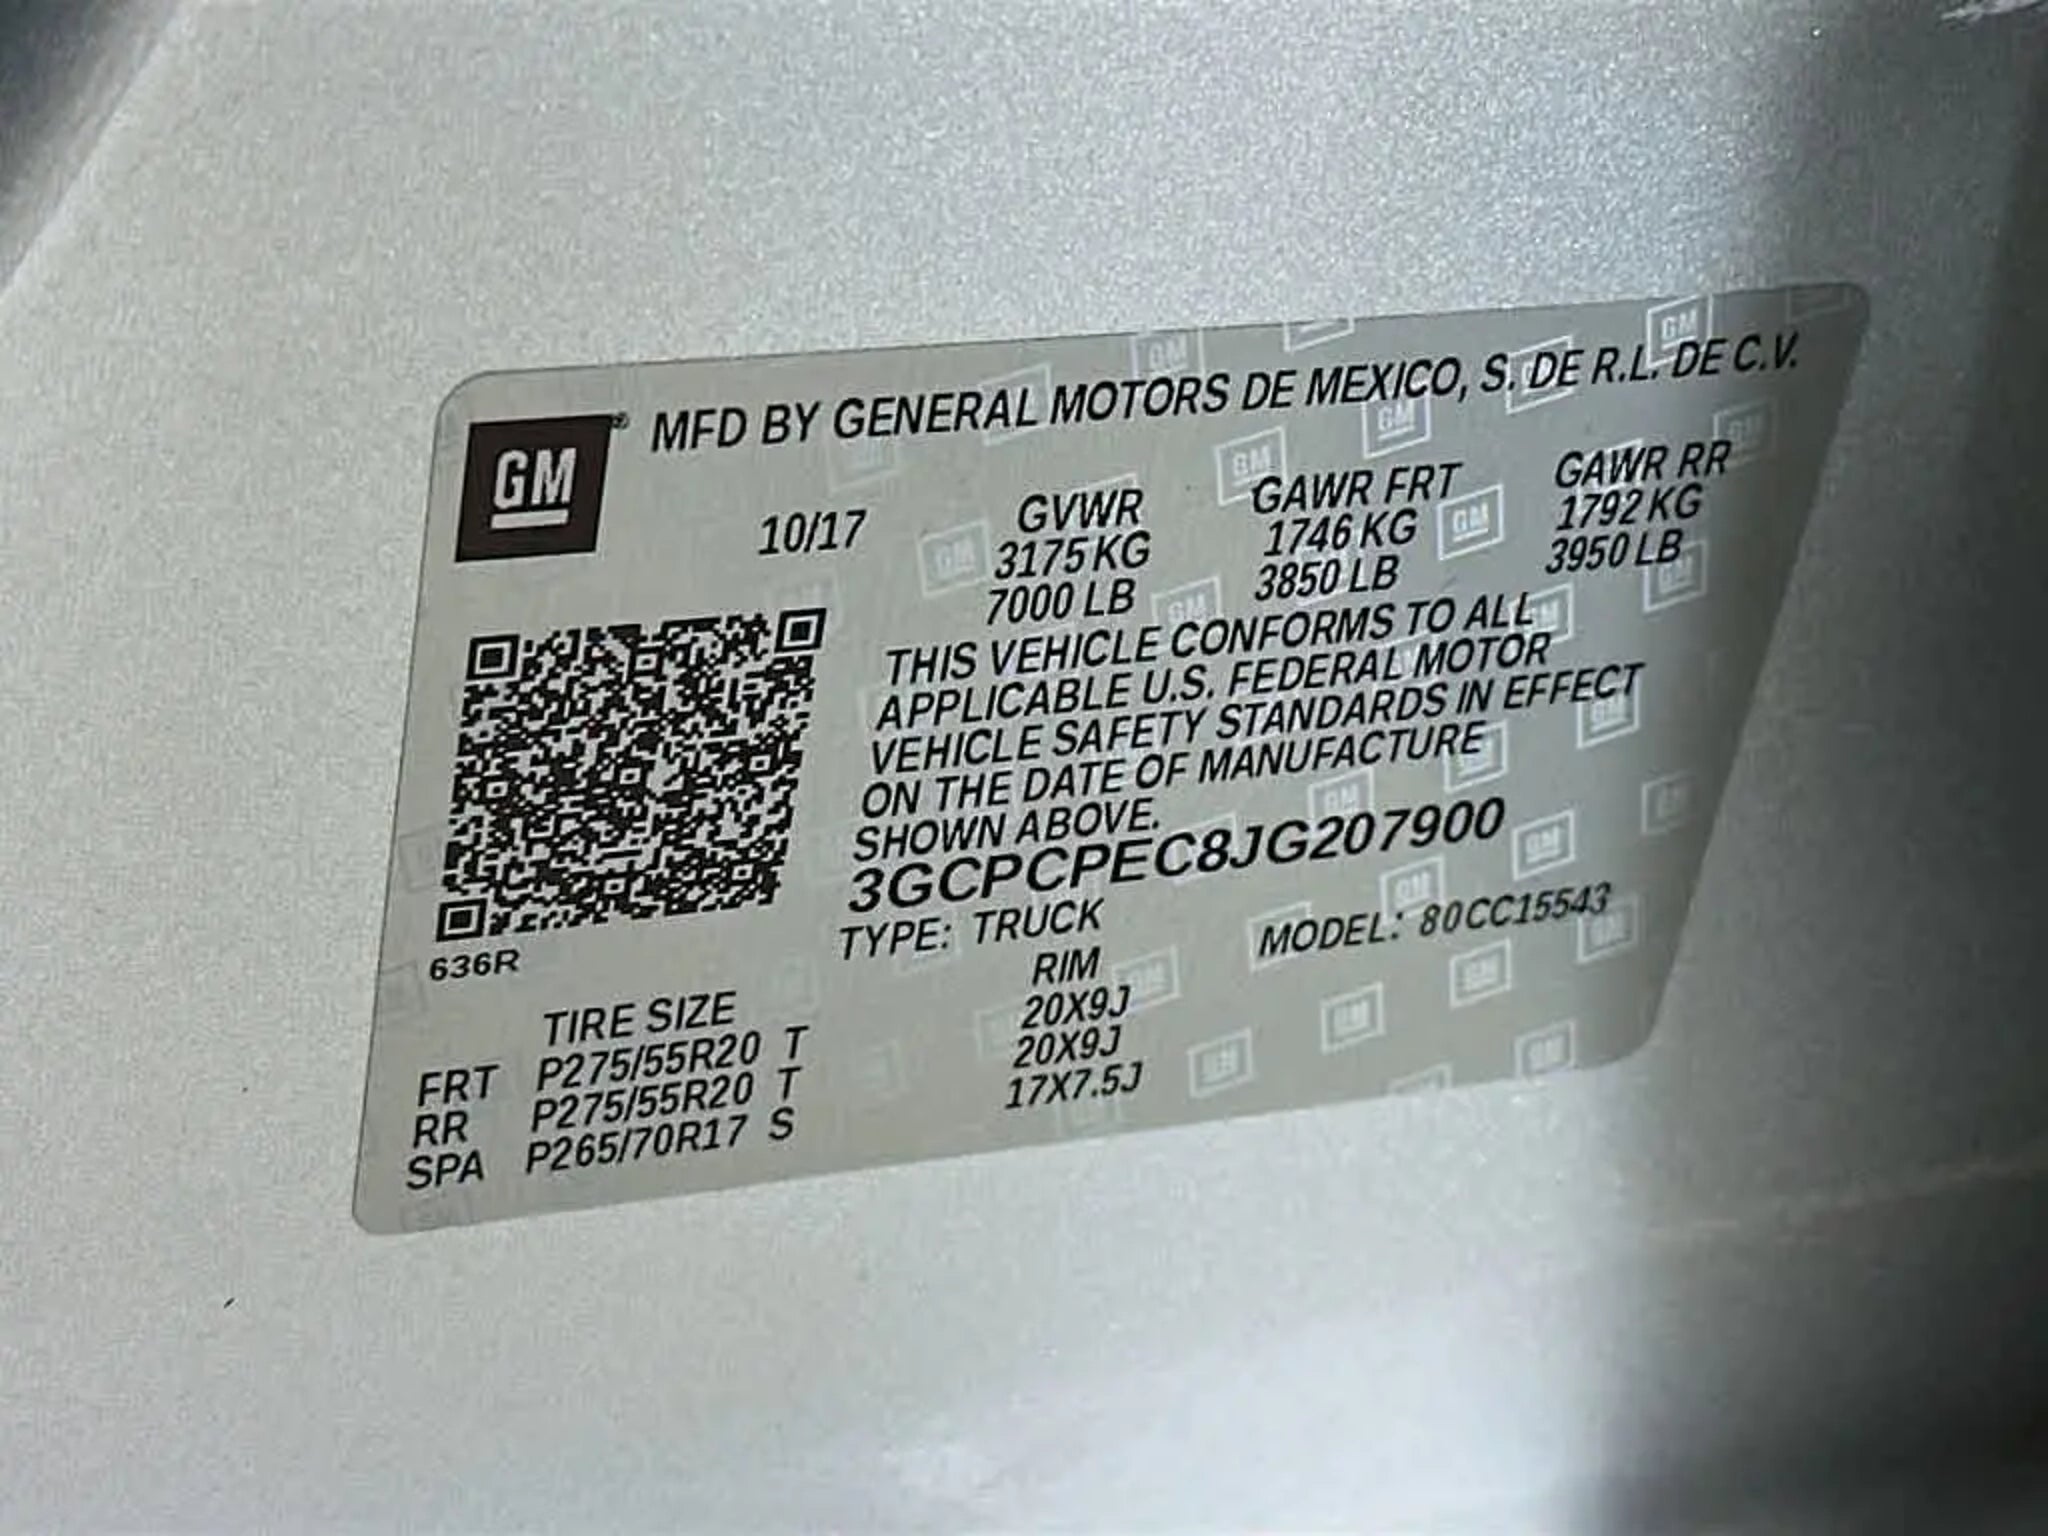 GM® MFD BY GENERAL MOTORS DE MEXICO, S. DE R.L. DE C.V.
10/17
GVWR GAWR FRT GAWR RR
3175 KG 1746 KG 1792 KG
7000 LB 3850 LB 3950 LB
THIS VEHICLE CONFORMS TO ALL
APPLICABLE U.S. FEDERAL MOTOR
VEHICLE SAFETY STANDARDS IN EFFECT
ON THE DATE OF MANUFACTURE
SHOWN ABOVE.
3GCPCPEC8JG207900
TYPE: TRUCK MODEL: 80CC15543
636R
TIRE SIZE RIM
FRT P275/55R20 T 20X9J
RR P275/55R20 T 20X9J
SPA P265/70R17 S 17X7.5J